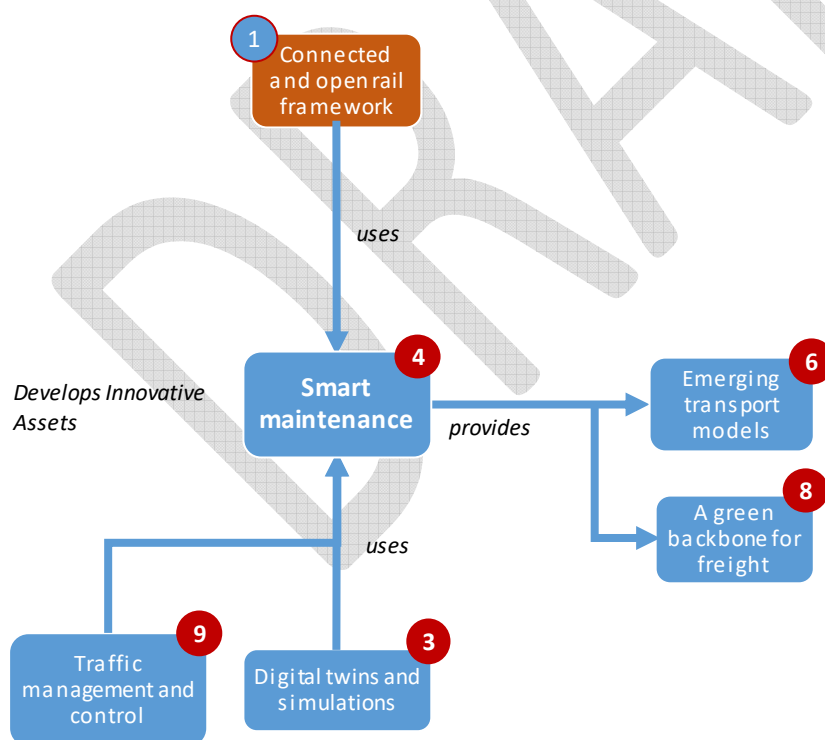 1
Connected
and open rail
framework
uses
4
Smart
maintenance
Develops Innovative
Assets
provides
6
Emerging
transport
models
8
A green
backbone for
freight
uses
9
Traffic
management and
control
3
Digital twins and
simulations
DRA